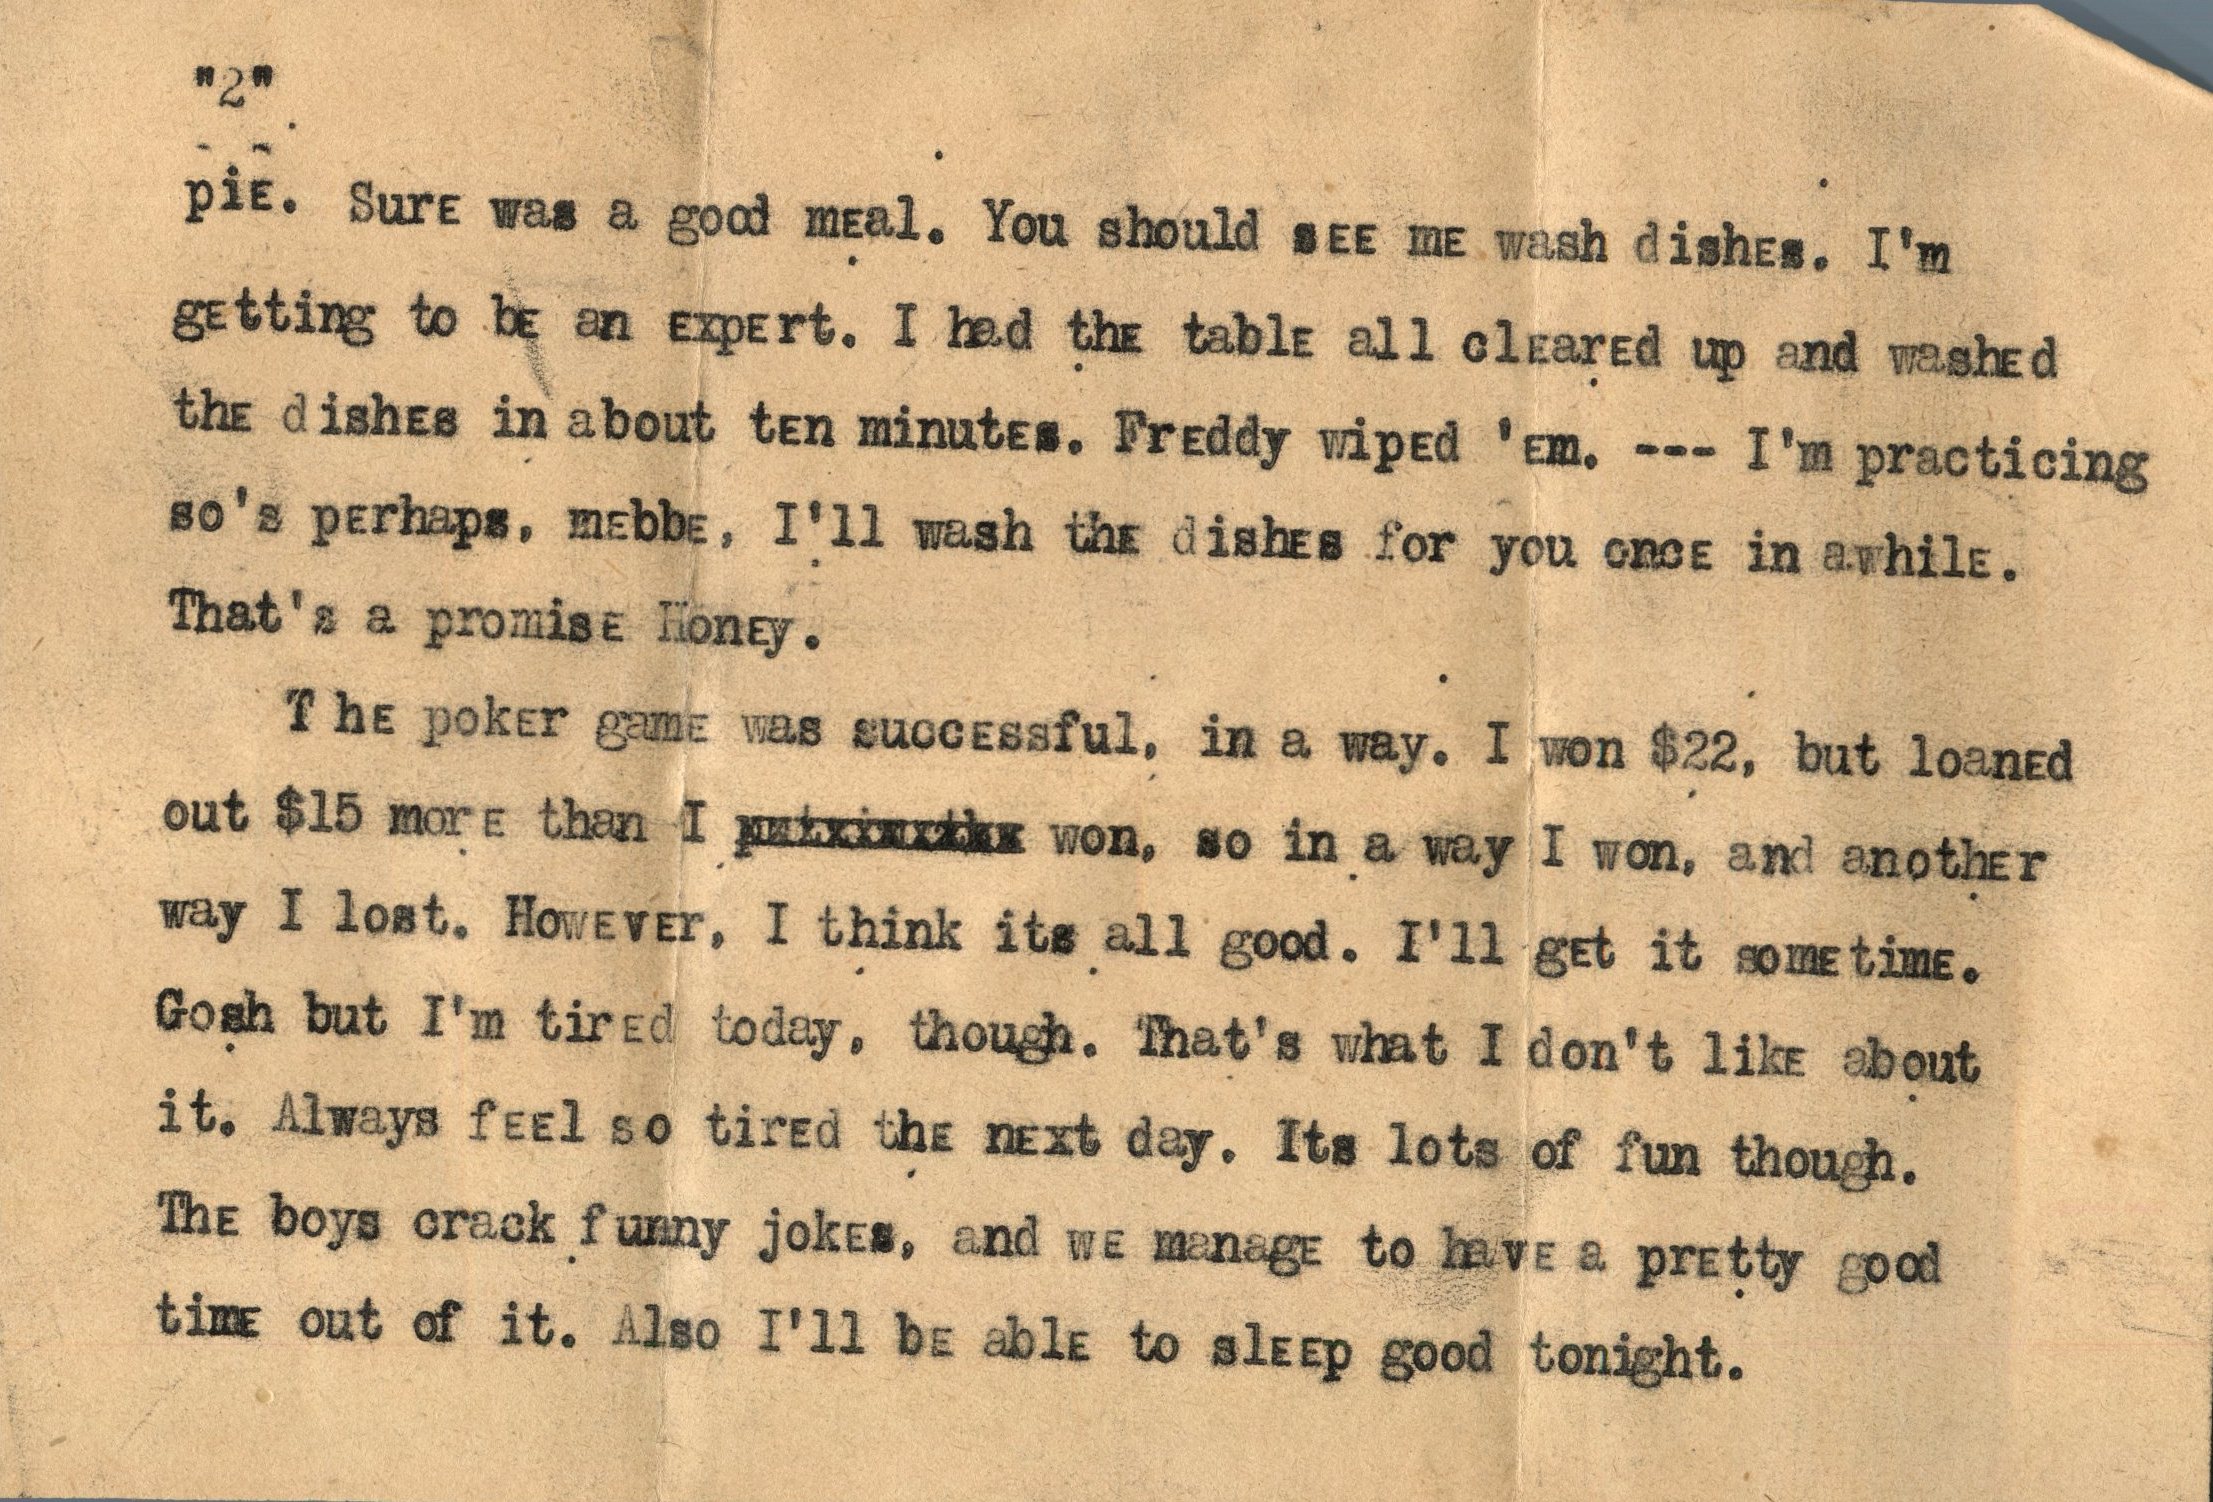 "2"
- -
pie. Sure was a good meal. You should see me wash dishes. I'm
getting to be an expert. I had the table all cleared up and washed
the dishes in about ten minutes. Freddy wiped 'em. --- I'm practicing
so's perhaps, mebbe, I'll wash the dishes for you once in awhile.
That's a promise Honey.
The poker game was successful, in a way. I won $22, but loaned
out $15 more than I won, so in a way I won, and another
way I lost. However, I think its all good. I'll get it sometime.
Gosh but I'm tired today, though. That's what I don't like about
it. Always feel so tired the next day. Its lots of fun though.
The boys crack funny jokes, and we manage to have a pretty good
time out of it. Also I'll be able to sleep good tonight.